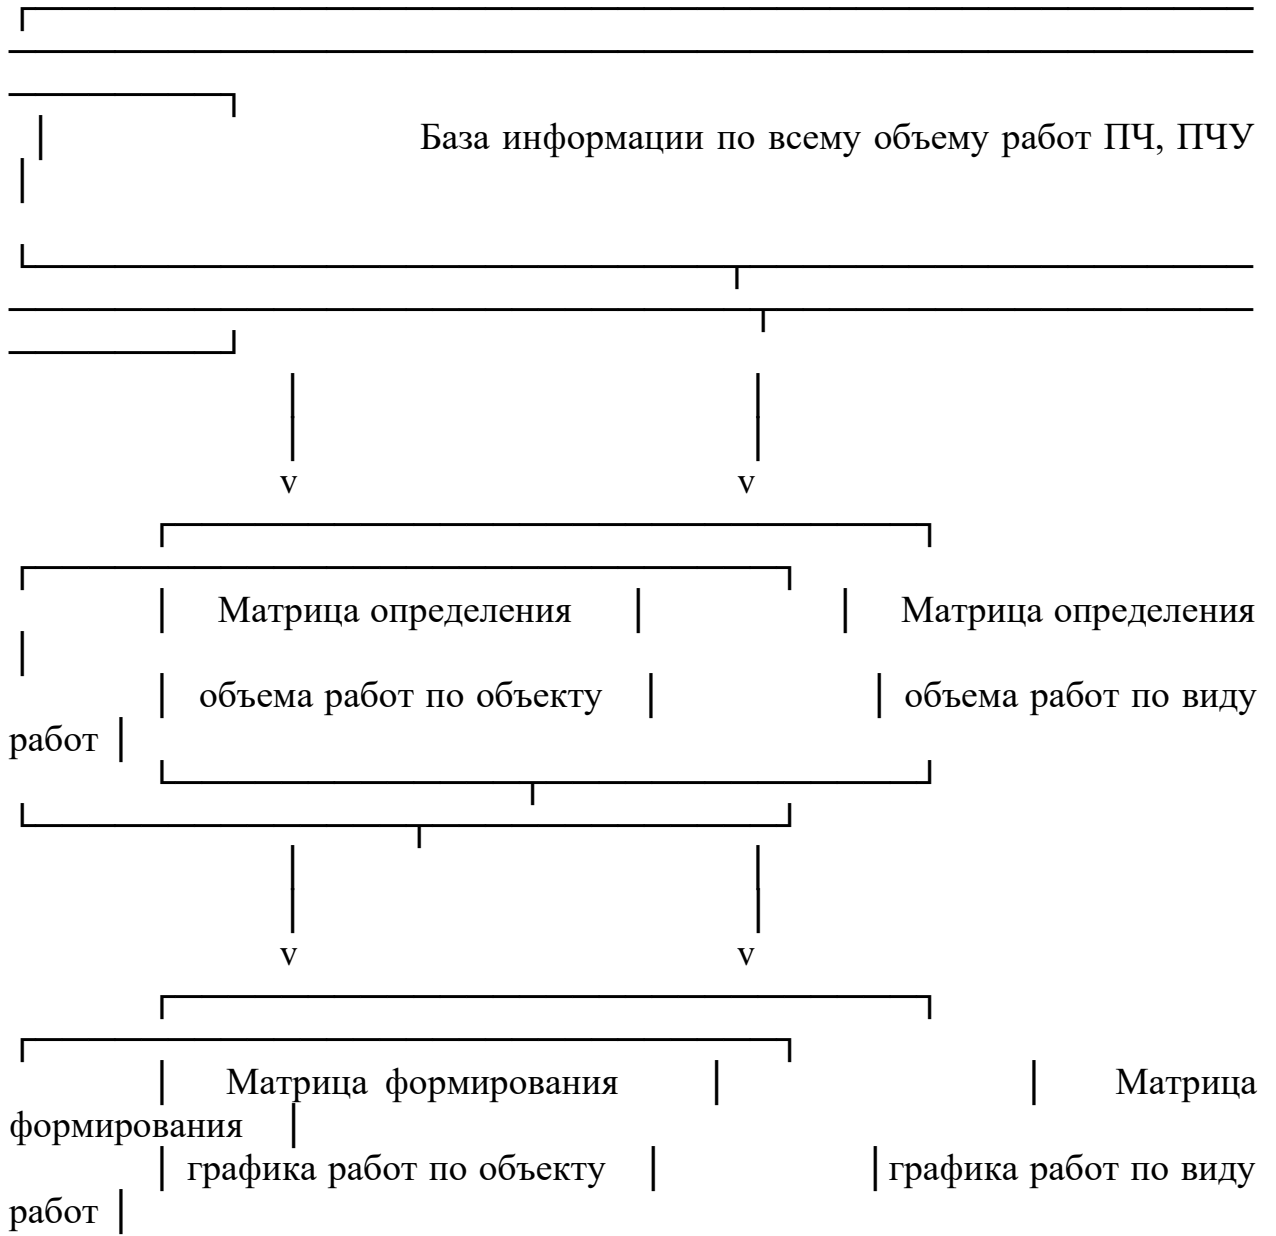 База информации по всему объему работ ПЧ, ПЧУ
v v
Матрица определения Матрица определения
объема работ по объекту объема работ по виду
работ
v v
Матрица формирования Матрица
формирования
графика работ по объекту графика работ по виду
работ